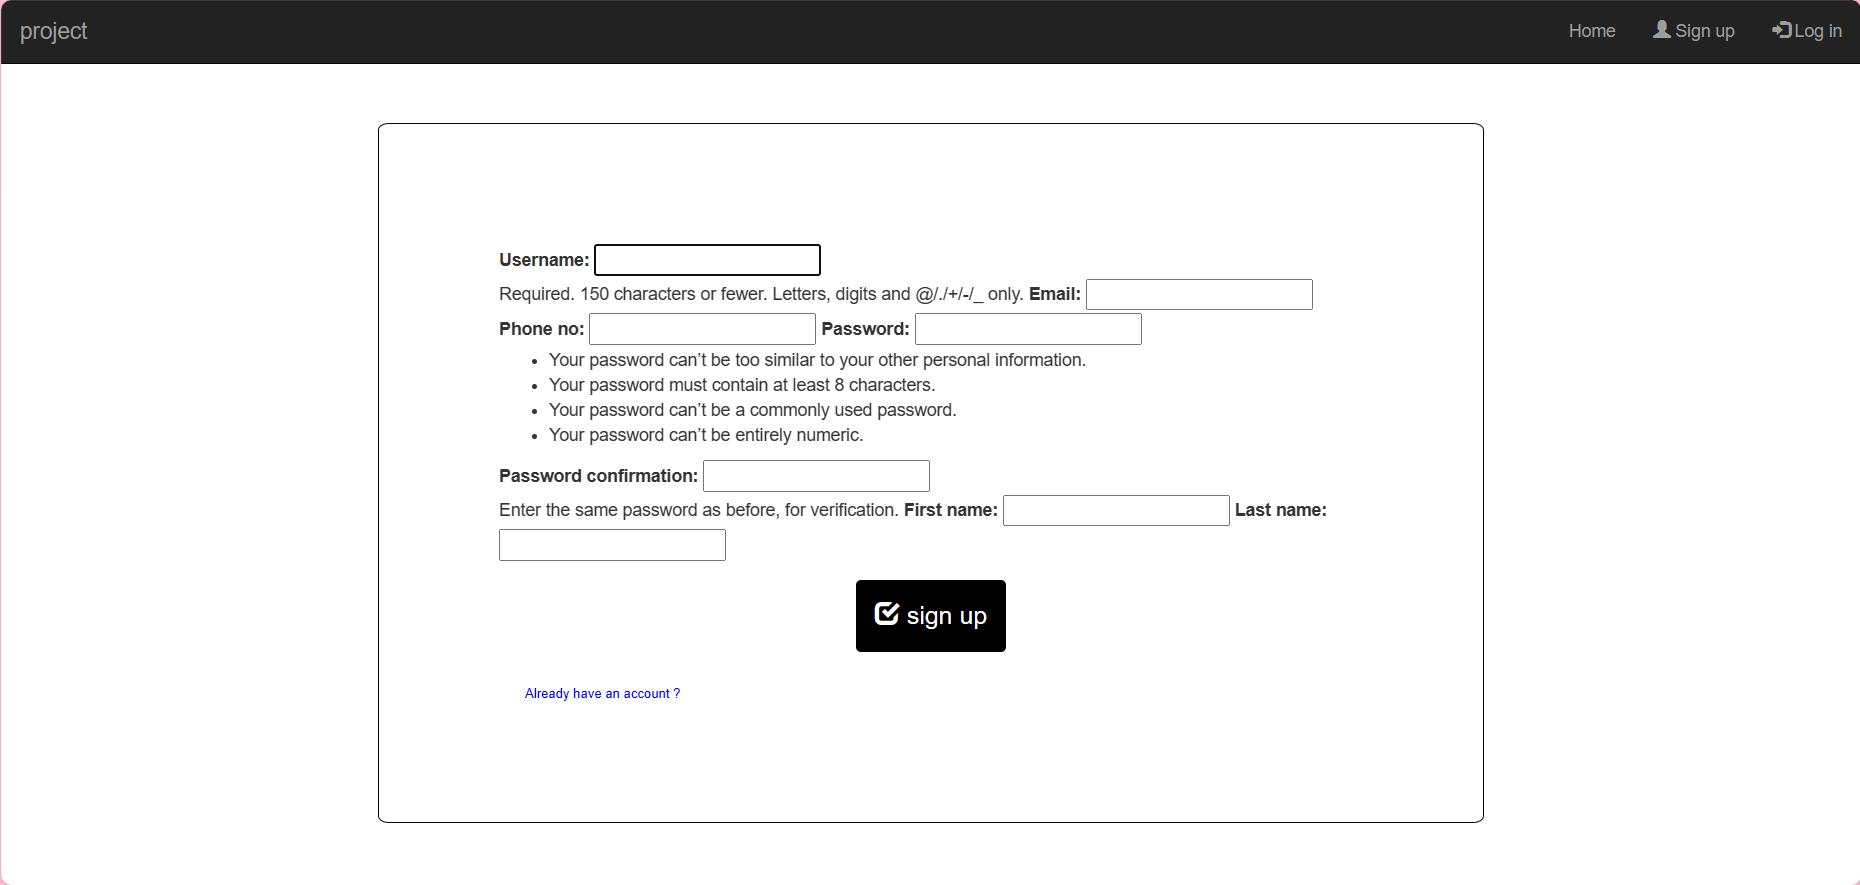 project
Home
Sign up
Log in
Username:
Required. 150 characters or fewer. Letters, digits and @/./+/-/_ only. Email:
Phone no: Password:
Your password can’t be too similar to your other personal information.
Your password must contain at least 8 characters.
Your password can’t be a commonly used password.
Your password can’t be entirely numeric.
Password confirmation:
Enter the same password as before, for verification. First name: Last name:
sign up
Already have an account ?